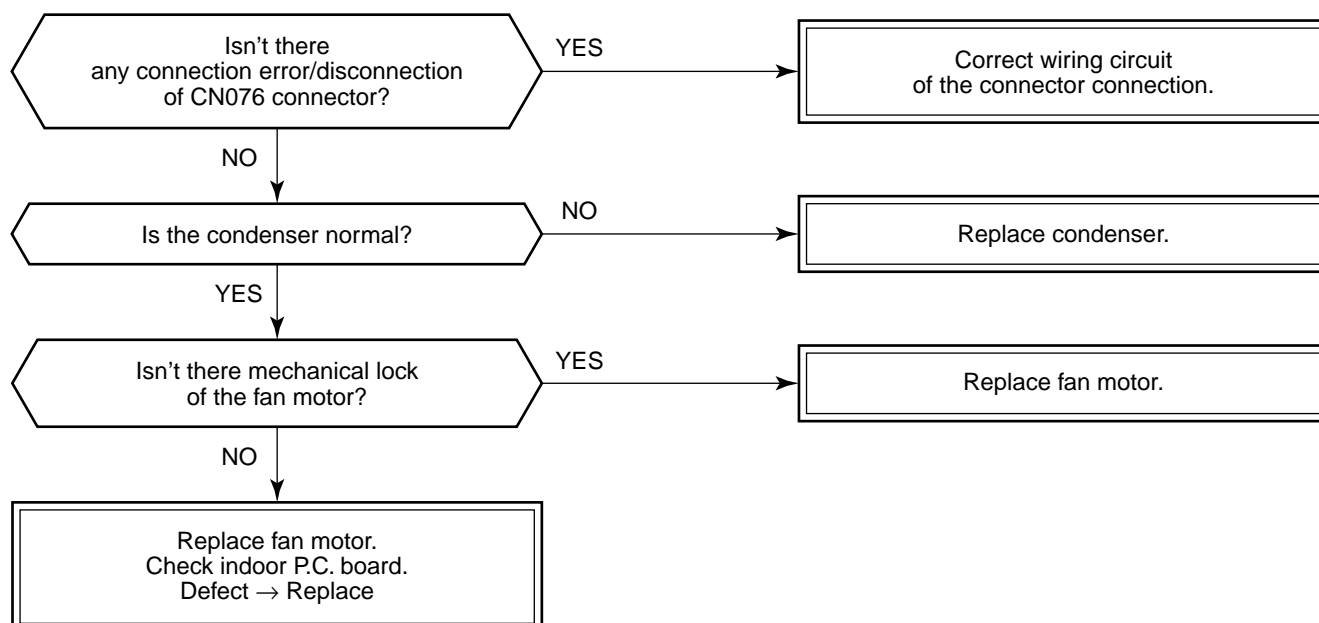 Isn't there
any connection error/disconnection
of CN076 connector?
YES
Correct wiring circuit
of the connector connection.
NO
Is the condenser normal?
NO
Replace condenser.
YES
Isn't there mechanical lock
of the fan motor?
YES
Replace fan motor.
NO
Replace fan motor.
Check indoor P.C. board.
Defect → Replace